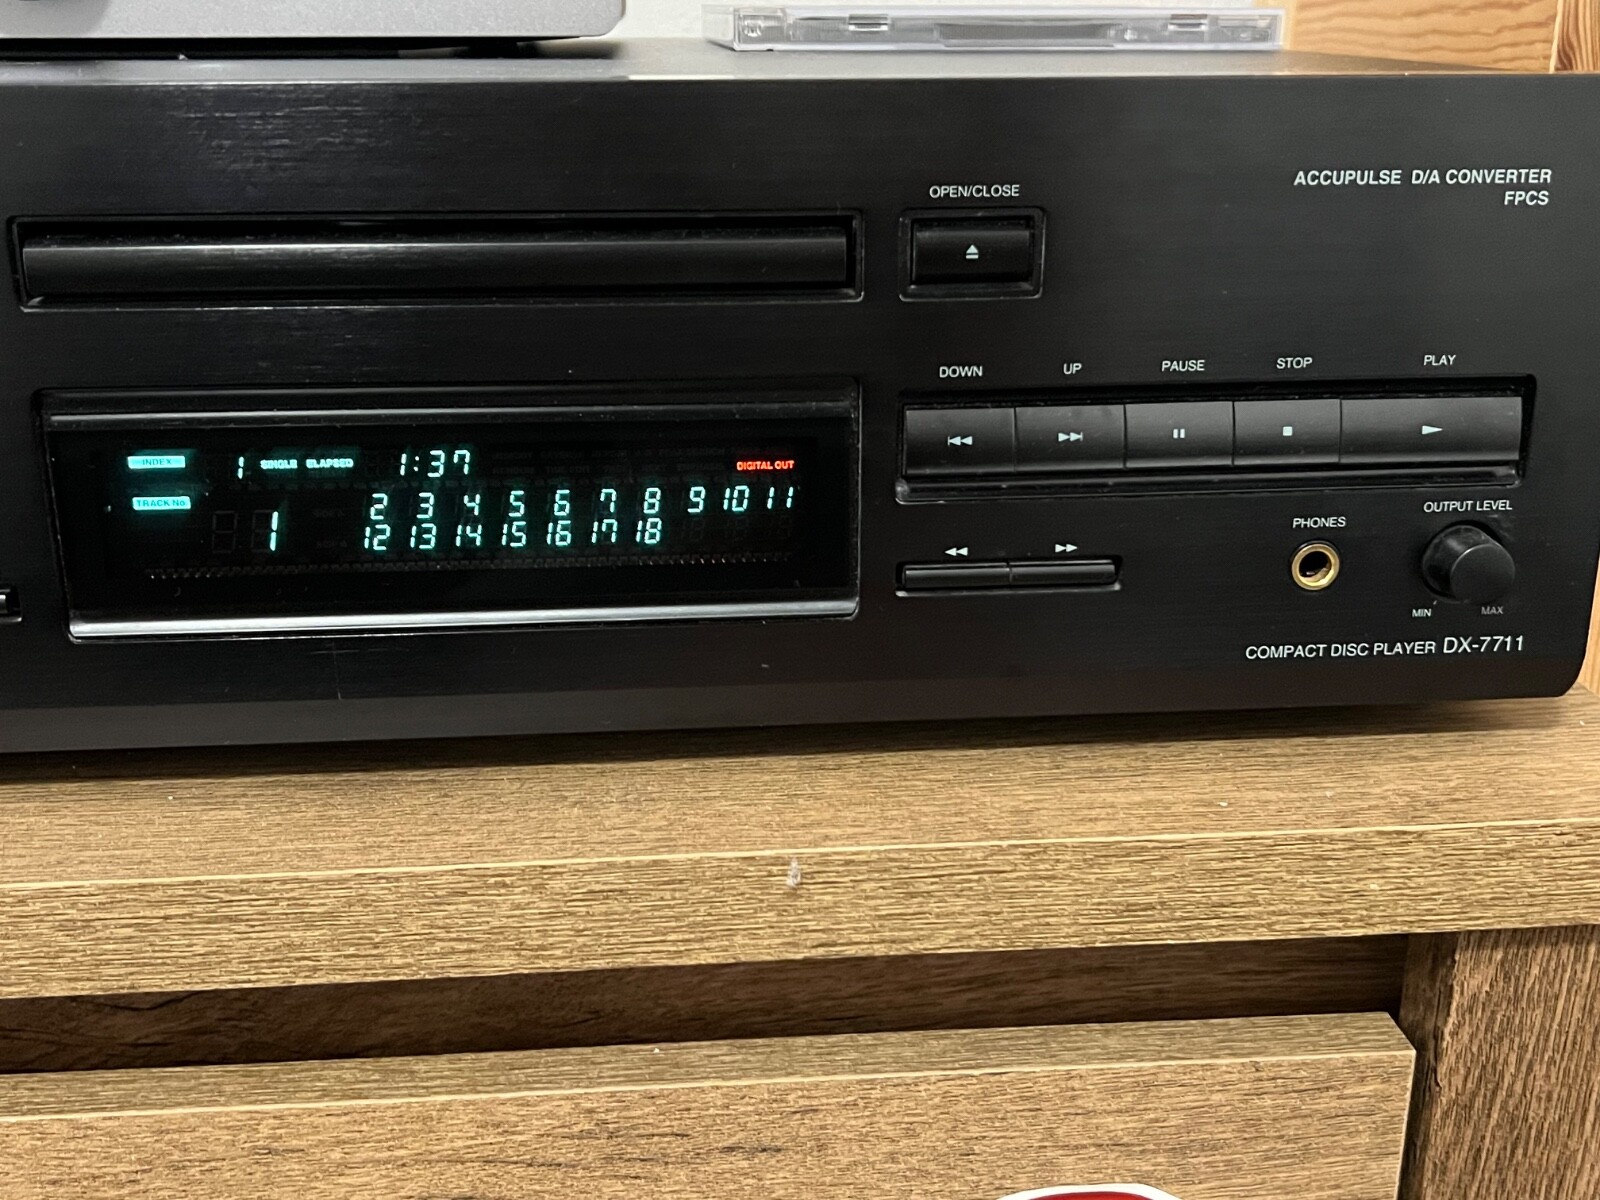 ACCUPULSE D/A CONVERTER
FPCS
OPEN/CLOSE
DOWN UP PAUSE STOP PLAY
INDEX 1 SINGLE ELAPSED 1:37 DIGITAL OUT
TRACK No. 1 2 3 4 5 6 7 8 9 10 11
12 13 14 15 16 17 18
PHONES OUTPUT LEVEL
MIN MAX
COMPACT DISC PLAYER DX-7711